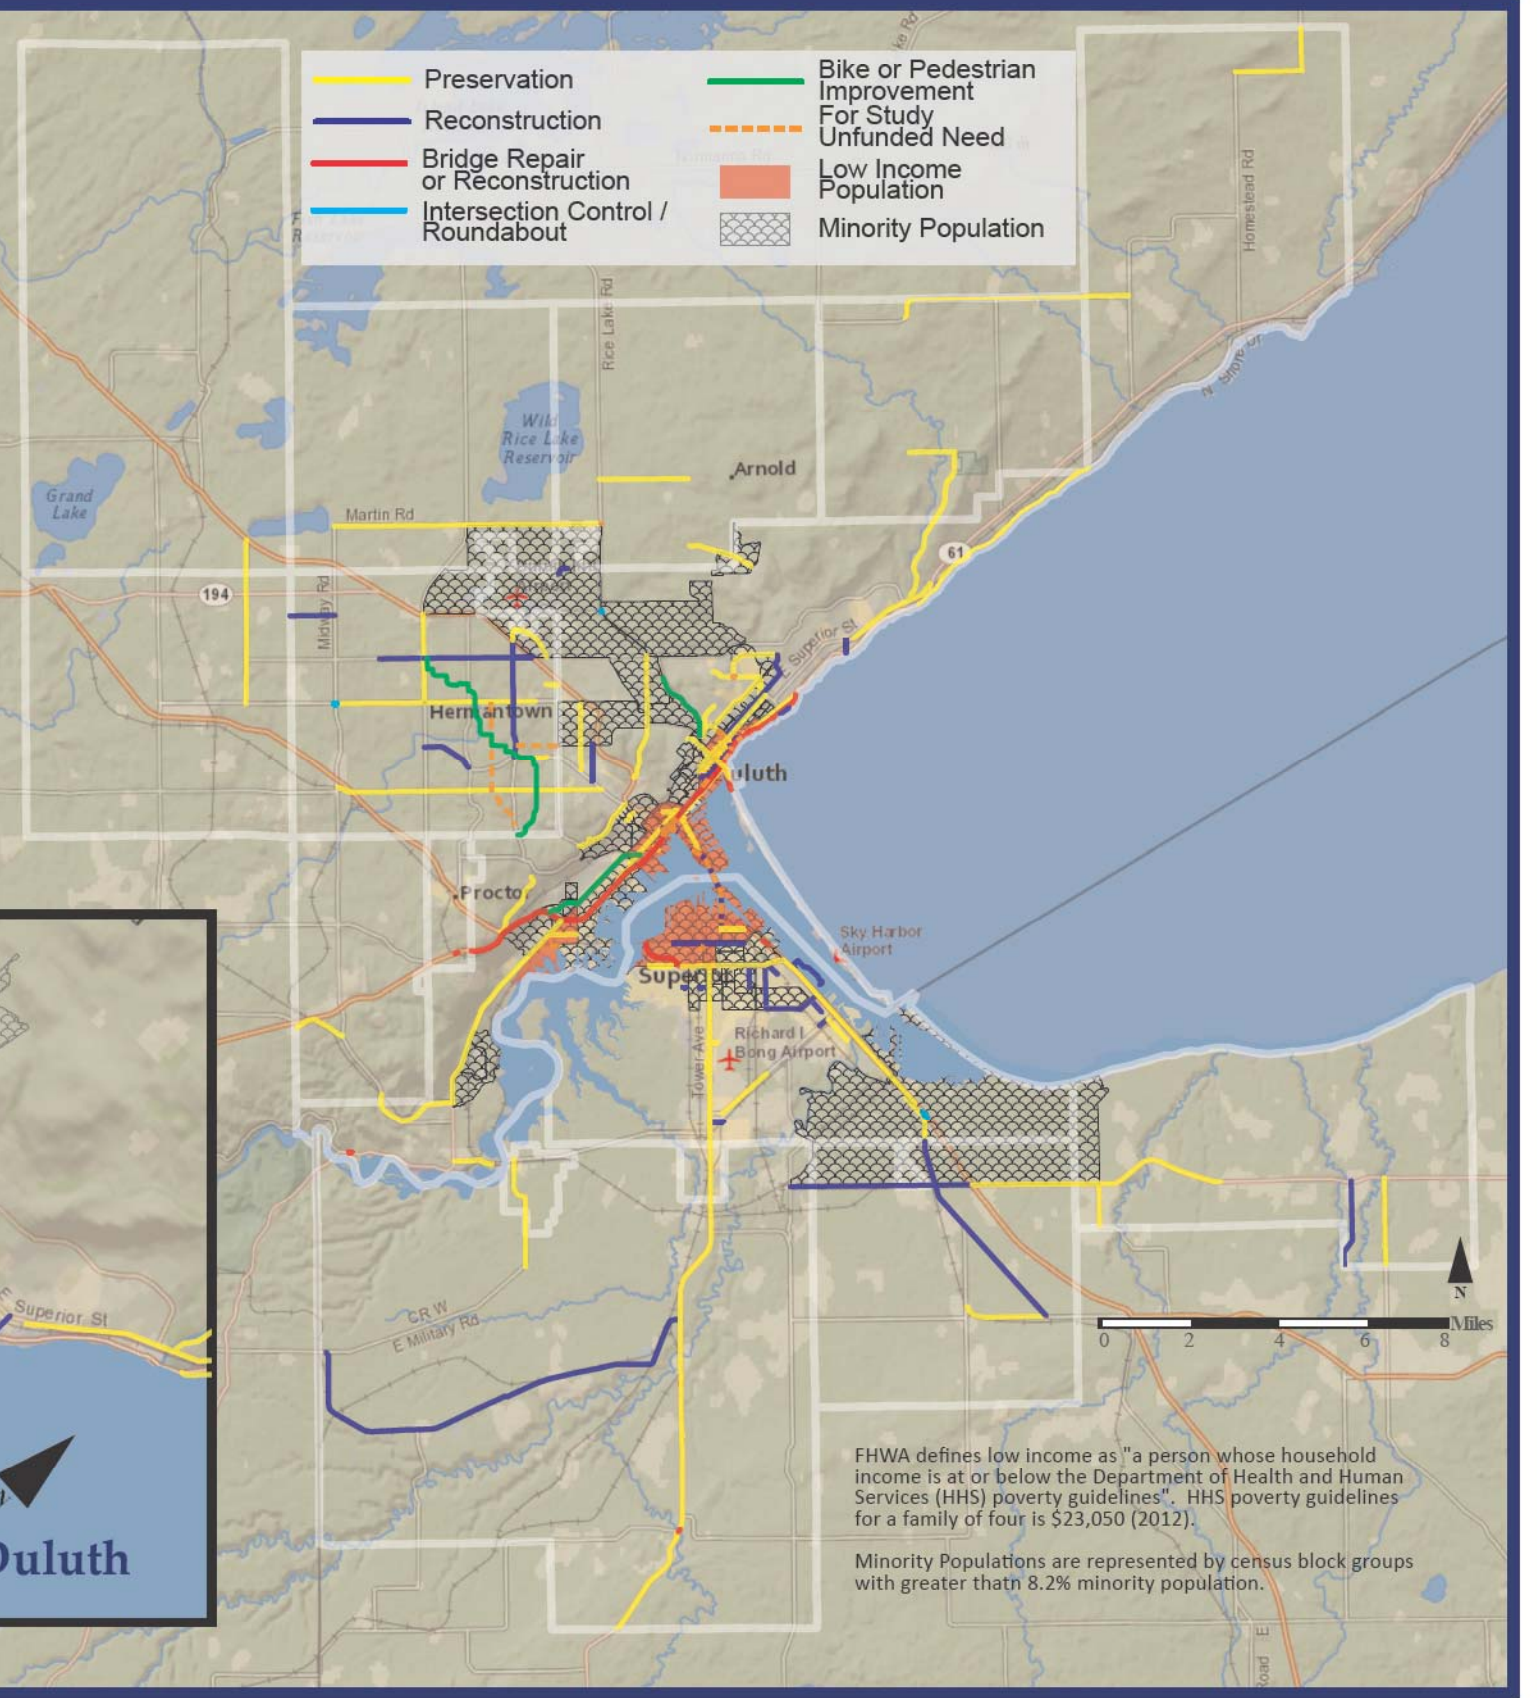 Preservation
Reconstruction
Bridge Repair
or Reconstruction
Intersection Control /
Roundabout
Bike or Pedestrian
Improvement
For Study
Unfunded Need
Low Income
Population
Minority Population
Homestead Rd
Rice Lake Rd
N Shore Dr
Wild
Rice Lake
Reservoir
Arnold
Grand
Lake
Martin Rd
61
194
Midway Rd
E Superior St
Hermantown
uluth
Procto
Sky Harbor
Airport
Superior
Richard I
Bong Airport
Tower Ave
CR W
E Military Rd
E Superior St
Duluth
N
0 2 4 6 8 Miles
FHWA defines low income as "a person whose household
income is at or below the Department of Health and Human
Services (HHS) poverty guidelines". HHS poverty guidelines
for a family of four is $23,050 (2012).
Minority Populations are represented by census block groups
with greater thatn 8.2% minority population.
Road E